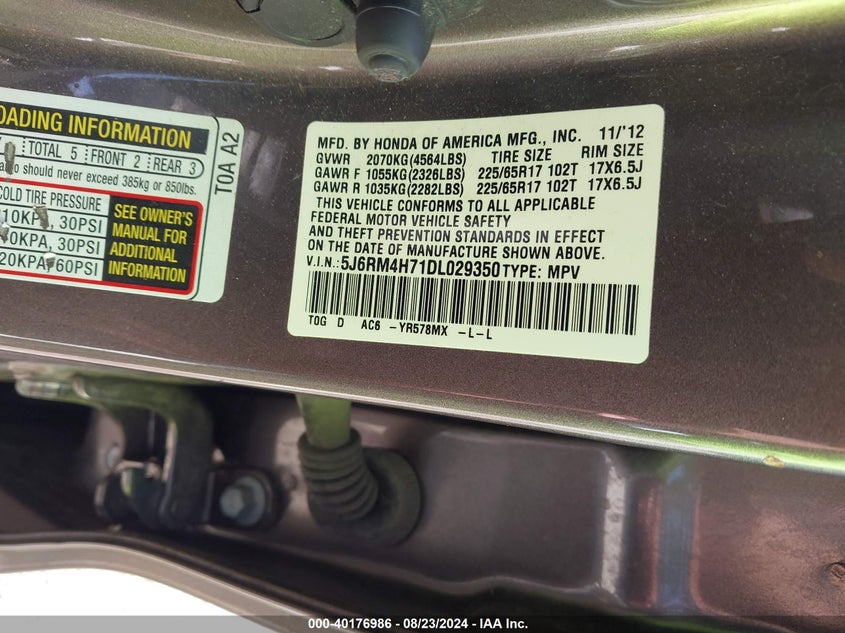 OADING INFORMATION
TOTAL 5 FRONT 2 REAR 3
should never exceed 385kg or 850lbs.
COLD TIRE PRESSURE
10KPA, 30PSI
0KPA, 30PSI
20KPA, 60PSI
SEE OWNER'S
MANUAL FOR
ADDITIONAL
INFORMATION
T0A A2
MFD. BY HONDA OF AMERICA MFG., INC. 11/'12
GVWR 2070KG(4564LBS) TIRE SIZE RIM SIZE
GAWR F 1055KG(2326LBS) 225/65R17 102T 17X6.5J
GAWR R 1035KG(2282LBS) 225/65R17 102T 17X6.5J
THIS VEHICLE CONFORMS TO ALL APPLICABLE
FEDERAL MOTOR VEHICLE SAFETY
AND THEFT PREVENTION STANDARDS IN EFFECT
ON THE DATE OF MANUFACTURE SHOWN ABOVE.
V.I.N.:5J6RM4H71DL029350 TYPE: MPV
T0G D AC6 -YR578MX -L-L
000-40176986 - 08/23/2024 - IAA Inc.